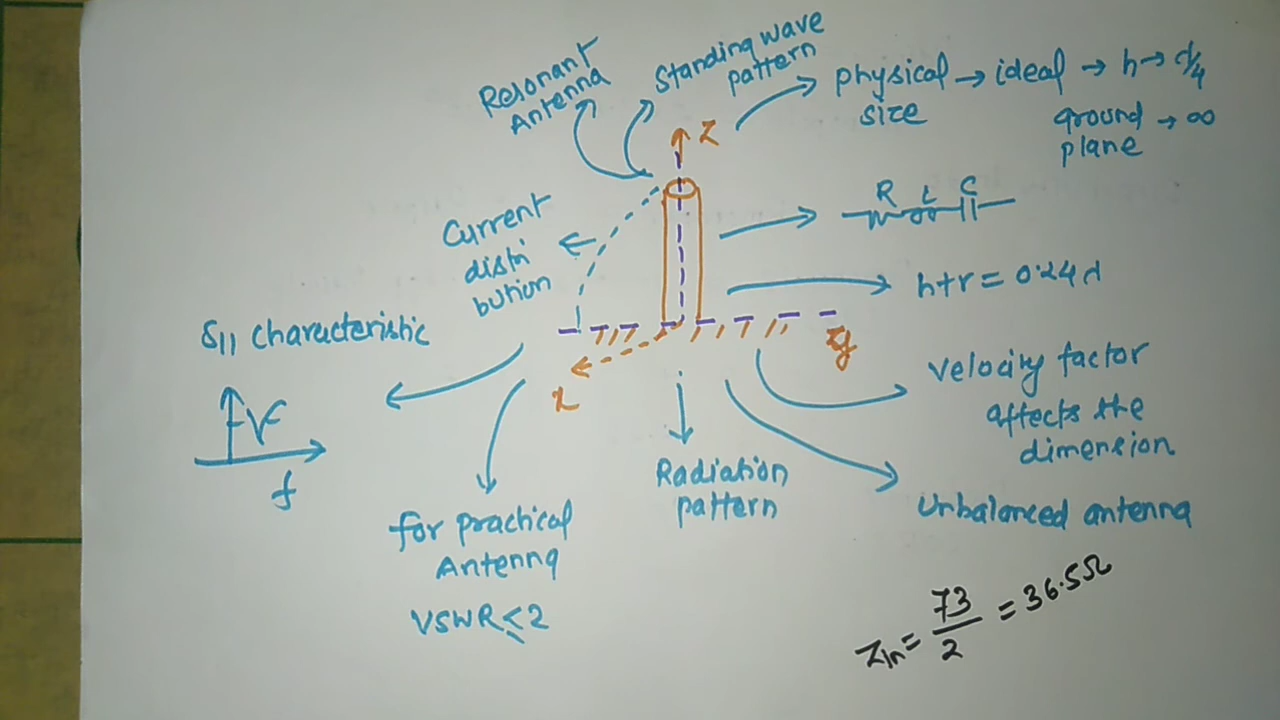 Resonant
Antenna
Standing wave
pattern
physical → ideal → h → λ/4
size
ground → ∞
plane
Z
R L C
Current
distri
bution
h+r = 0.24λ
S11 characteristic
y
x
velocity factor
affects the
dimension
f
Radiation
pattern
for practical
Antenna
VSWR ≤ 2
Unbalanced antenna
Zin = 73/2 = 36.5Ω